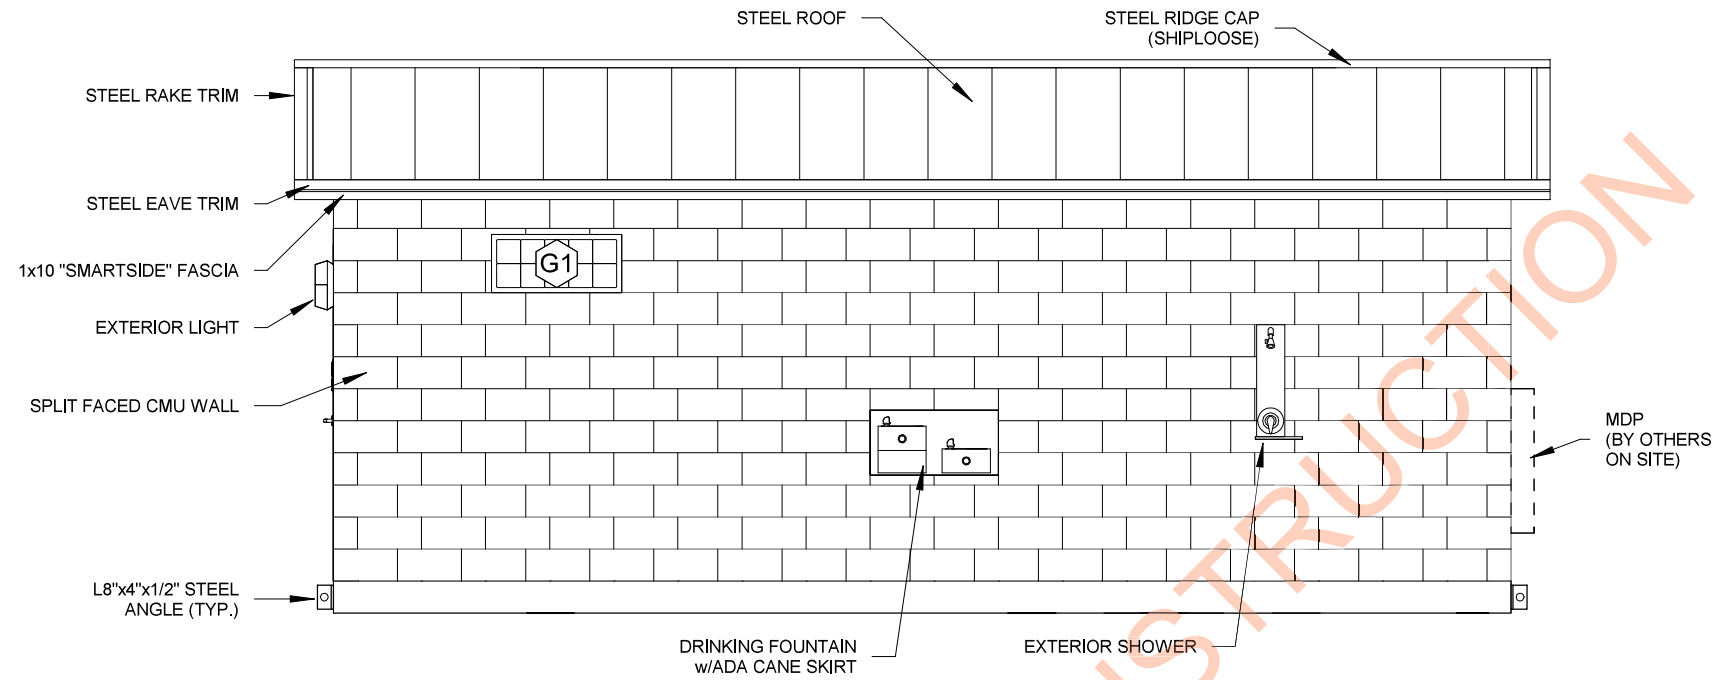 STEEL ROOF
STEEL RIDGE CAP
(SHIPLOOSE)
STEEL RAKE TRIM
STEEL EAVE TRIM
1x10 "SMARTSIDE" FASCIA
G1
EXTERIOR LIGHT
SPLIT FACED CMU WALL
MDP
(BY OTHERS
ON SITE)
L8"x4"x1/2" STEEL
ANGLE (TYP.)
DRINKING FOUNTAIN
w/ADA CANE SKIRT
EXTERIOR SHOWER
NSTRUCTION